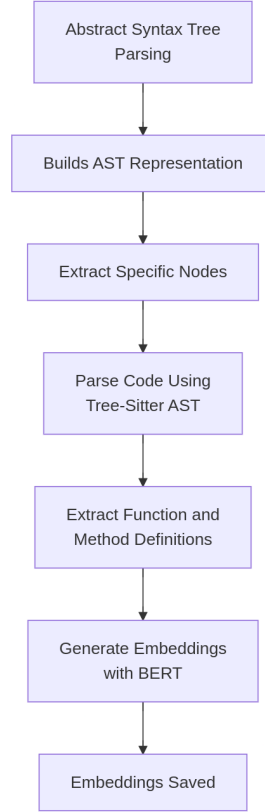 Abstract Syntax Tree
Parsing
Builds AST Representation
Extract Specific Nodes
Parse Code Using
Tree-Sitter AST
Extract Function and
Method Definitions
Generate Embeddings
with BERT
Embeddings Saved